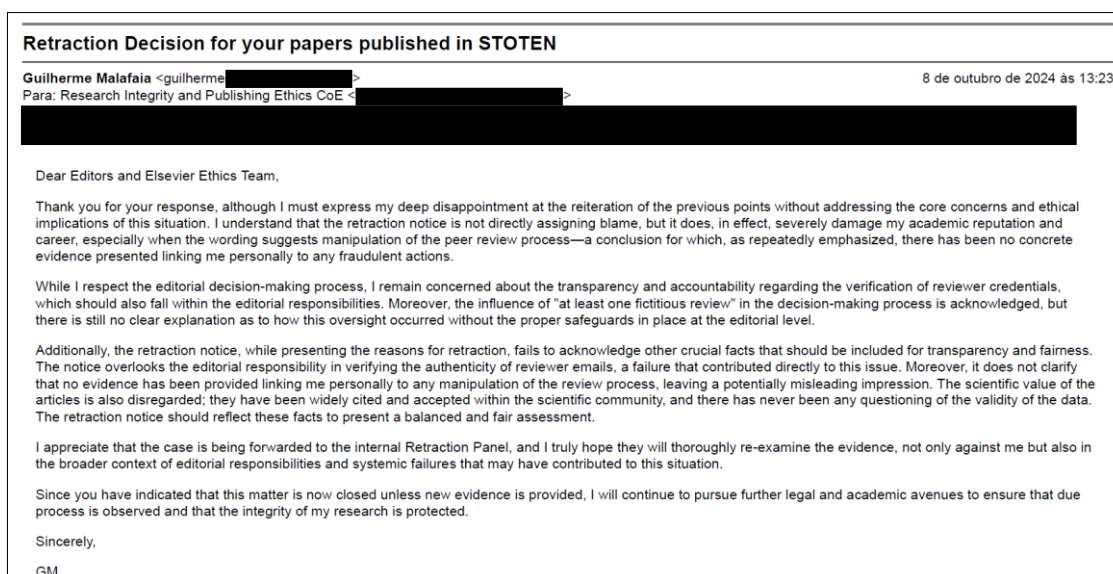 Retraction Decision for your papers published in STOTEN
Guilherme Malafaia <guilherme >
8 de outubro de 2024 às 13:23
Para: Research Integrity and Publishing Ethics CoE < >
Dear Editors and Elsevier Ethics Team,
Thank you for your response, although I must express my deep disappointment at the reiteration of the previous points without addressing the core concerns and ethical
implications of this situation. I understand that the retraction notice is not directly assigning blame, but it does, in effect, severely damage my academic reputation and
career, especially when the wording suggests manipulation of the peer review process—a conclusion for which, as repeatedly emphasized, there has been no concrete
evidence presented linking me personally to any fraudulent actions.
While I respect the editorial decision-making process, I remain concerned about the transparency and accountability regarding the verification of reviewer credentials,
which should also fall within the editorial responsibilities. Moreover, the influence of "at least one fictitious review" in the decision-making process is acknowledged, but
there is still no clear explanation as to how this oversight occurred without the proper safeguards in place at the editorial level.
Additionally, the retraction notice, while presenting the reasons for retraction, fails to acknowledge other crucial facts that should be included for transparency and fairness.
The notice overlooks the editorial responsibility in verifying the authenticity of reviewer emails, a failure that contributed directly to this issue. Moreover, it does not clarify
that no evidence has been provided linking me personally to any manipulation of the review process, leaving a potentially misleading impression. The scientific value of the
articles is also disregarded; they have been widely cited and accepted within the scientific community, and there has never been any questioning of the validity of the data.
The retraction notice should reflect these facts to present a balanced and fair assessment.
I appreciate that the case is being forwarded to the internal Retraction Panel, and I truly hope they will thoroughly re-examine the evidence, not only against me but also in
the broader context of editorial responsibilities and systemic failures that may have contributed to this situation.
Since you have indicated that this matter is now closed unless new evidence is provided, I will continue to pursue further legal and academic avenues to ensure that due
process is observed and that the integrity of my research is protected.
Sincerely,
GM